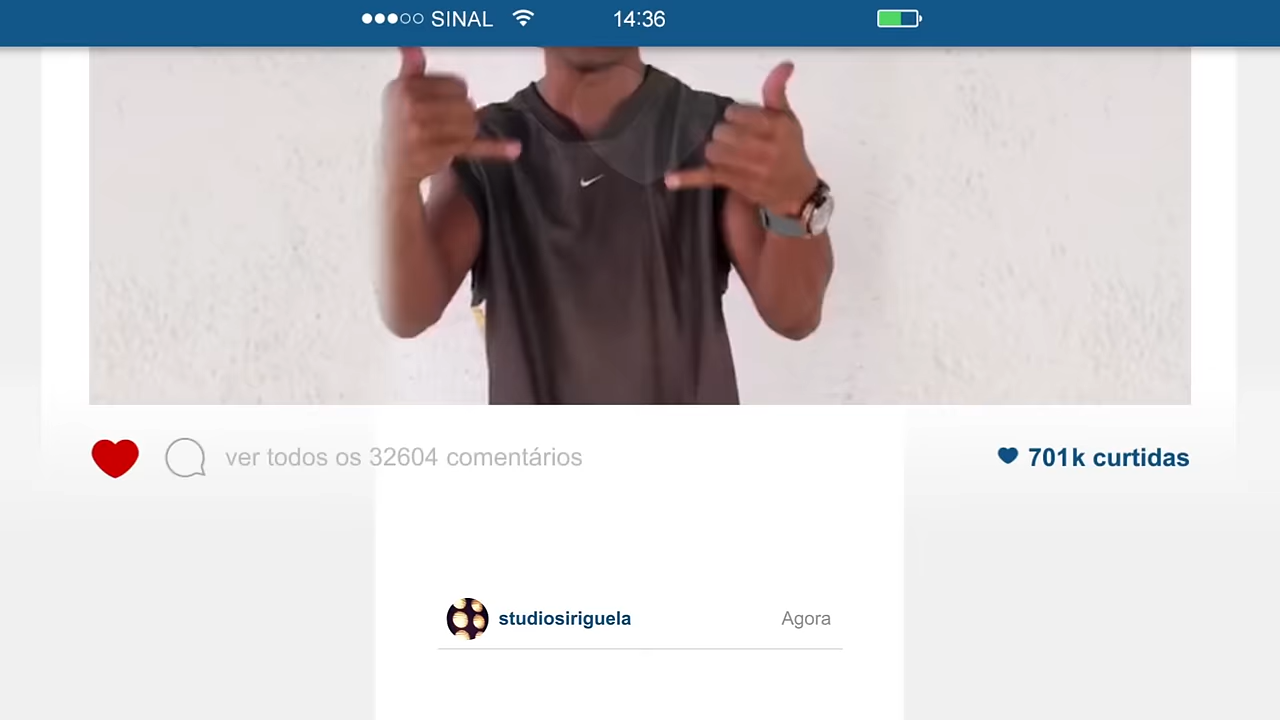 SINAL 14:36
ver todos os 32604 comentários 701k curtidas
studiosiriguela Agora